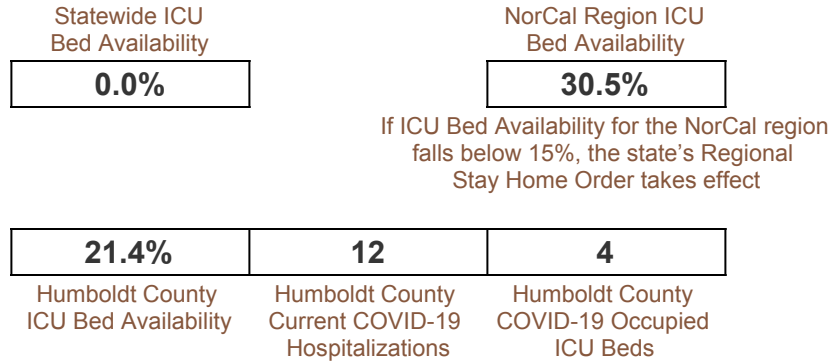 Statewide ICU
Bed Availability
0.0%
NorCal Region ICU
Bed Availability
30.5%
If ICU Bed Availability for the NorCal region
falls below 15%, the state's Regional
Stay Home Order takes effect
21.4%
Humboldt County
ICU Bed Availability
12
Humboldt County
Current COVID-19
Hospitalizations
4
Humboldt County
COVID-19 Occupied
ICU Beds